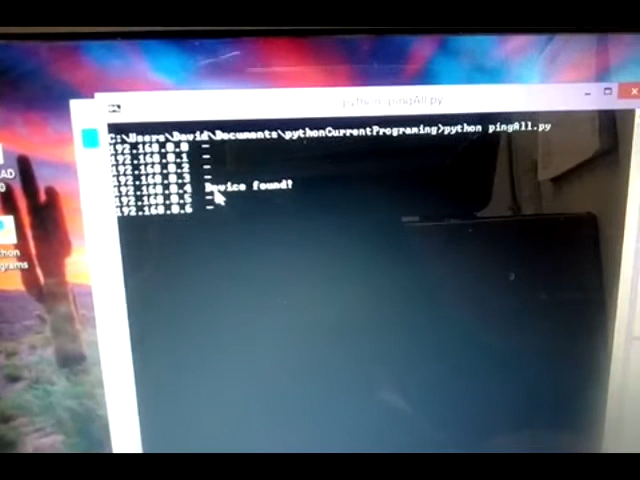 python pingAll.py
C:\Users\David\Documents\pythonCurrentPrograming>python pingAll.py
192.168.0.0 -
192.168.0.1 -
192.168.0.2 -
192.168.0.3 -
192.168.0.4 Device found?
192.168.0.5 -
192.168.0.6 -